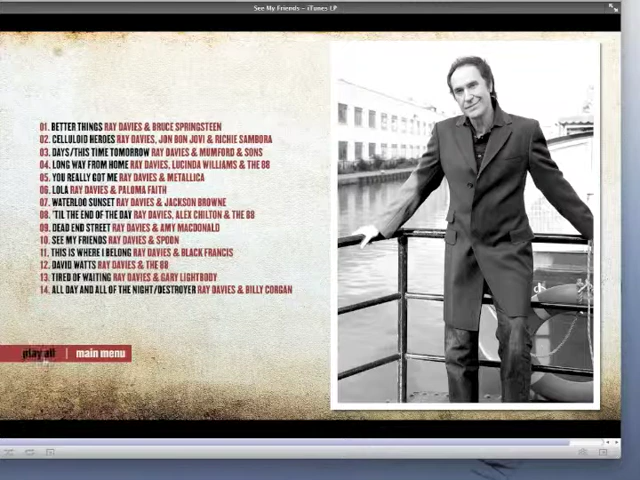 See My Friends – iTunes LP
01. BETTER THINGS RAY DAVIES & BRUCE SPRINGSTEEN
02. CELLULOID HEROES RAY DAVIES, JON BON JOVI & RICHIE SAMBORA
03. DAYS/THIS TIME TOMORROW RAY DAVIES & MUMFORD & SONS
04. LONG WAY FROM HOME RAY DAVIES, LUCINDA WILLIAMS & THE 88
05. YOU REALLY GOT ME RAY DAVIES & METALLICA
06. LOLA RAY DAVIES & PALOMA FAITH
07. WATERLOO SUNSET RAY DAVIES & JACKSON BROWNE
08. 'TIL THE END OF THE DAY RAY DAVIES, ALEX CHILTON & THE 88
09. DEAD END STREET RAY DAVIES & AMY MACDONALD
10. SEE MY FRIENDS RAY DAVIES & SPOON
11. THIS IS WHERE I BELONG RAY DAVIES & BLACK FRANCIS
12. DAVID WATTS RAY DAVIES & THE 88
13. TIRED OF WAITING RAY DAVIES & GARY LIGHTBODY
14. ALL DAY AND ALL OF THE NIGHT/DESTROYER RAY DAVIES & BILLY CORGAN
play all | main menu